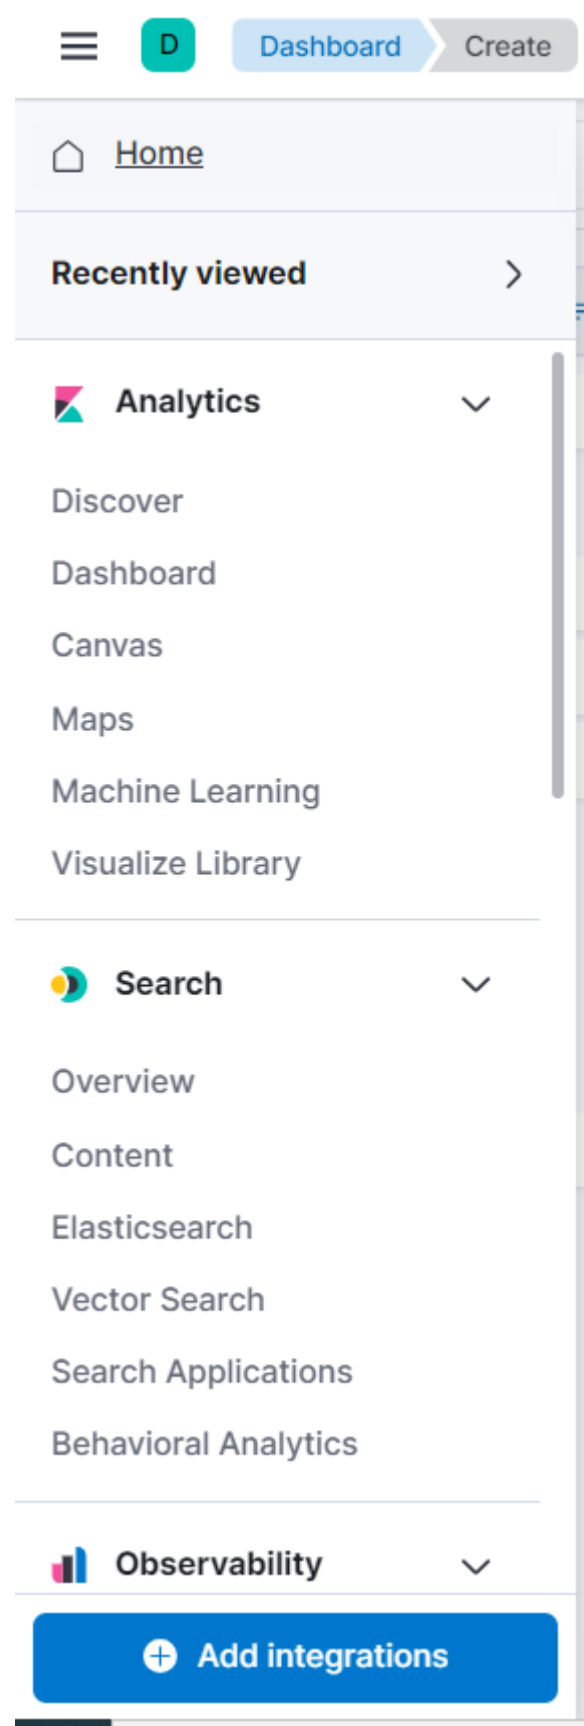 D Dashboard Create
Home
Recently viewed
Analytics
Discover
Dashboard
Canvas
Maps
Machine Learning
Visualize Library
Search
Overview
Content
Elasticsearch
Vector Search
Search Applications
Behavioral Analytics
Observability
Add integrations